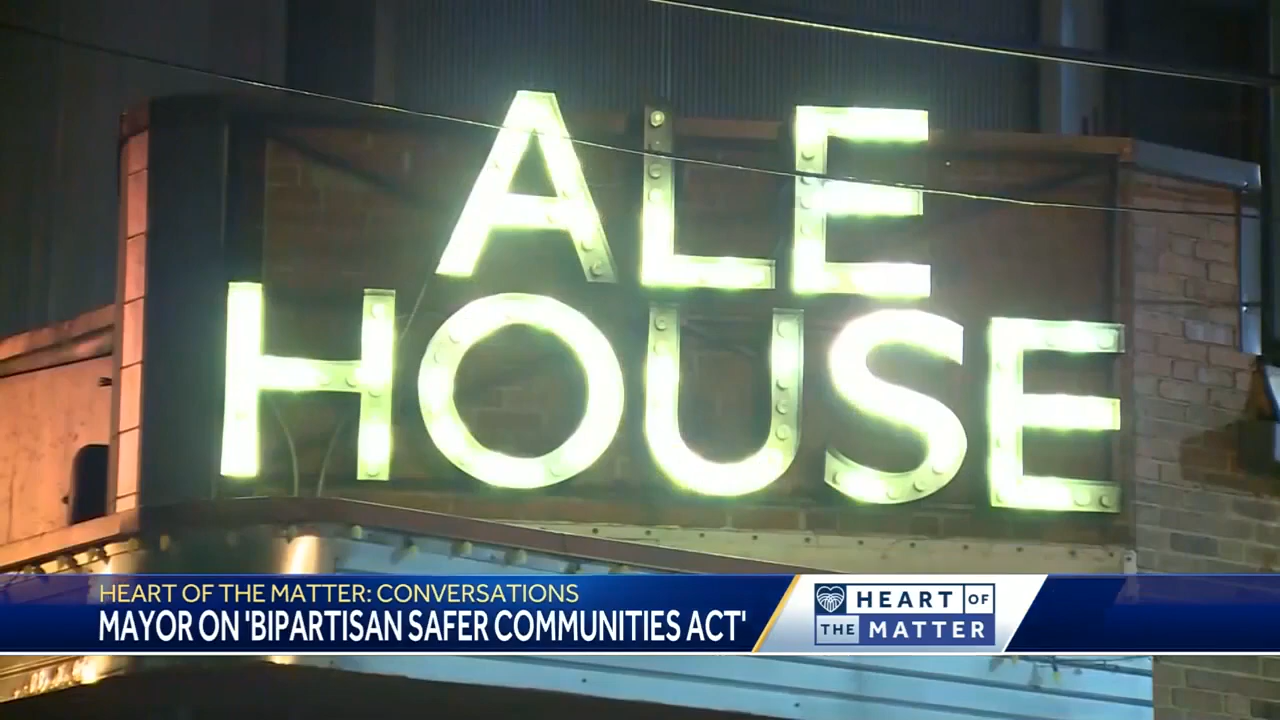 ALE
HOUSE
HEART OF THE MATTER: CONVERSATIONS
MAYOR ON 'BIPARTISAN SAFER COMMUNITIES ACT'
HEART OF
THE MATTER